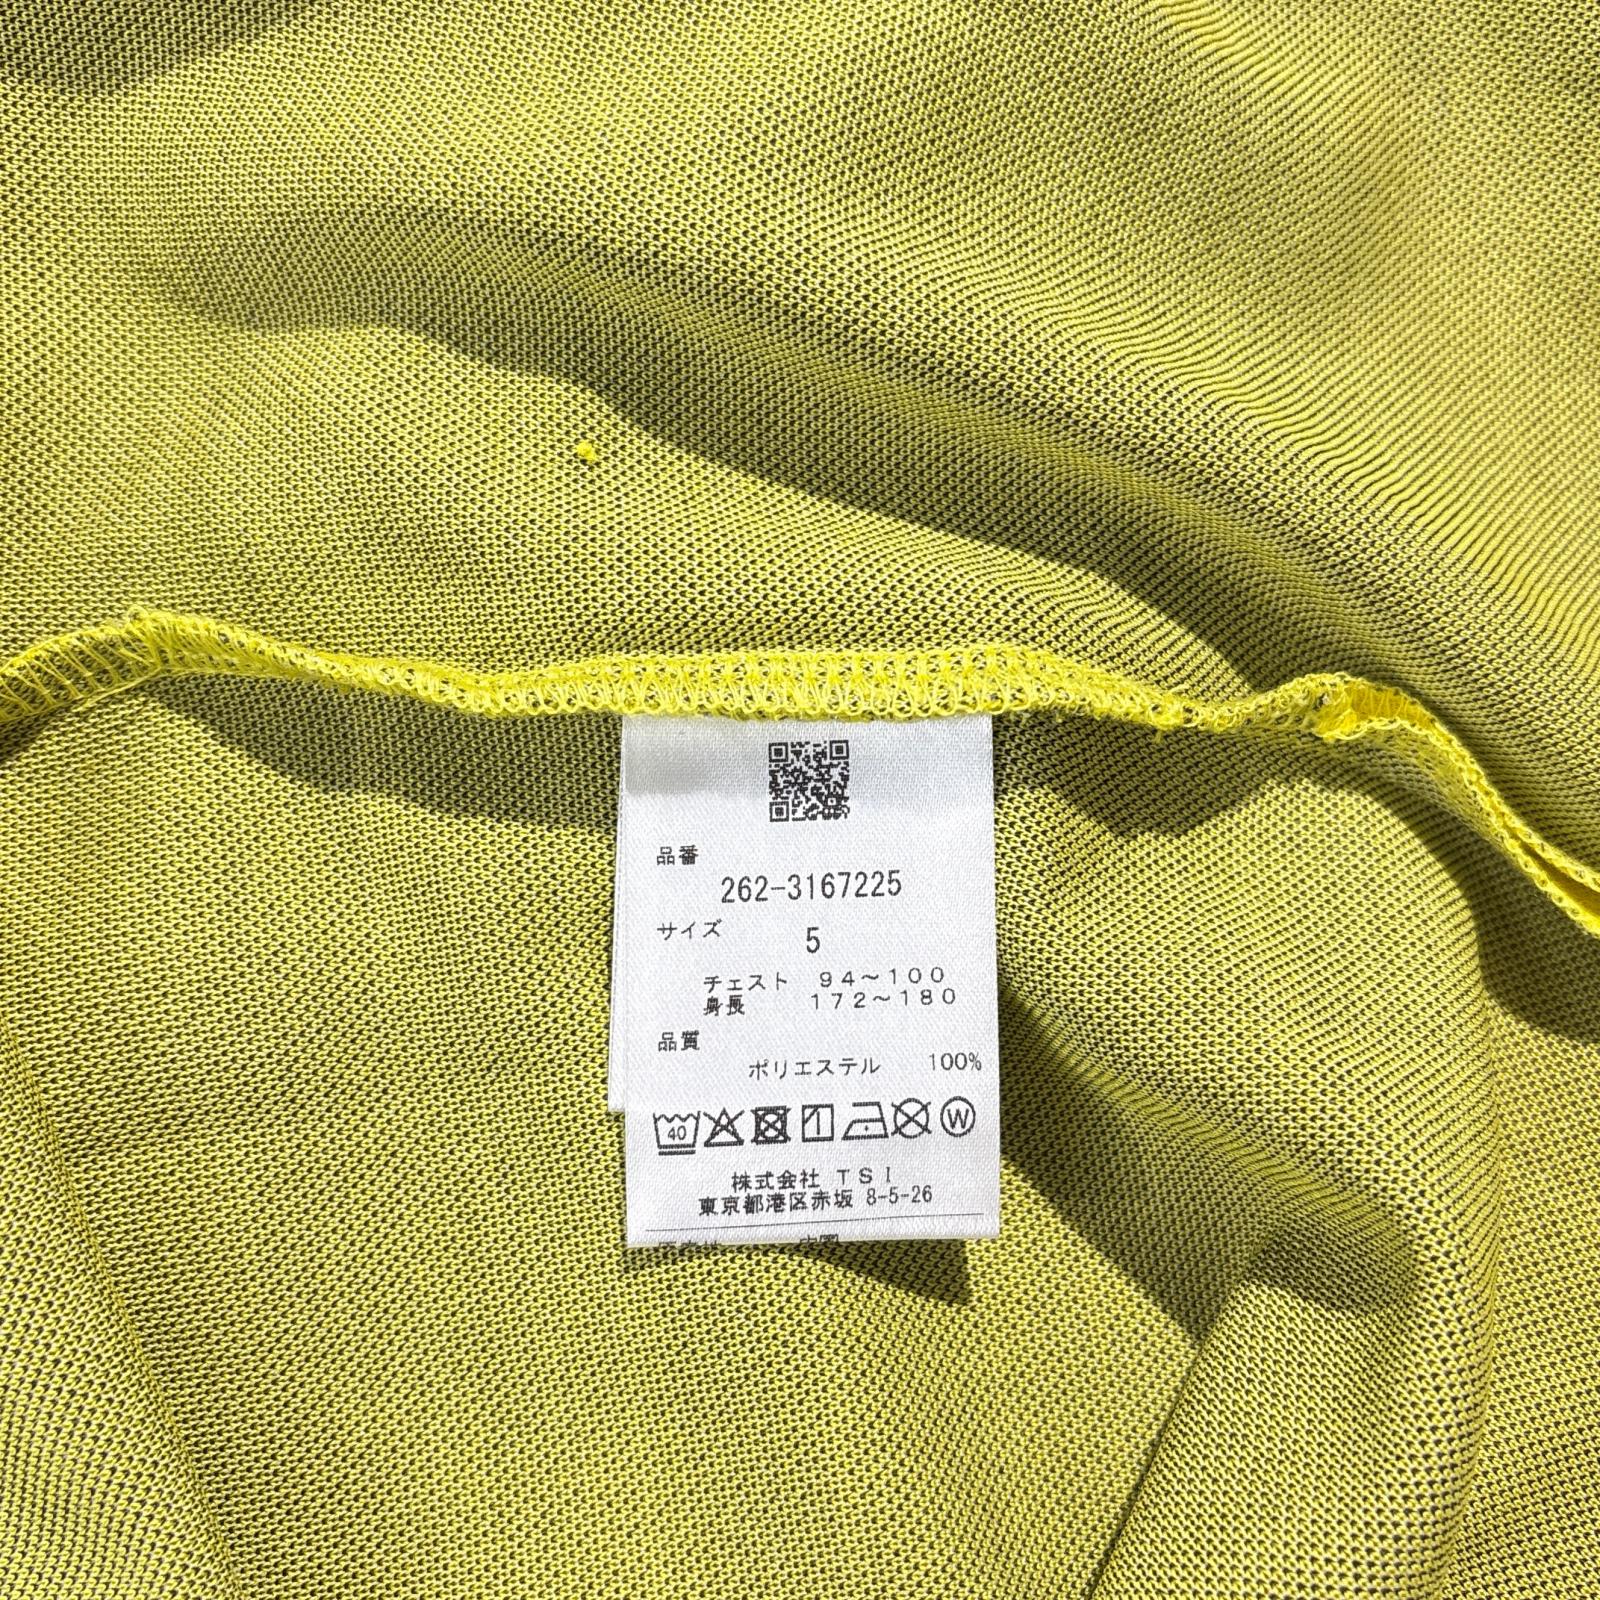 品番
262-3167225
サイズ 5
チェスト 94～100
身長 172～180
品質
ポリエステル 100%
40 W
株式会社 TSI
東京都港区赤坂 8-5-26